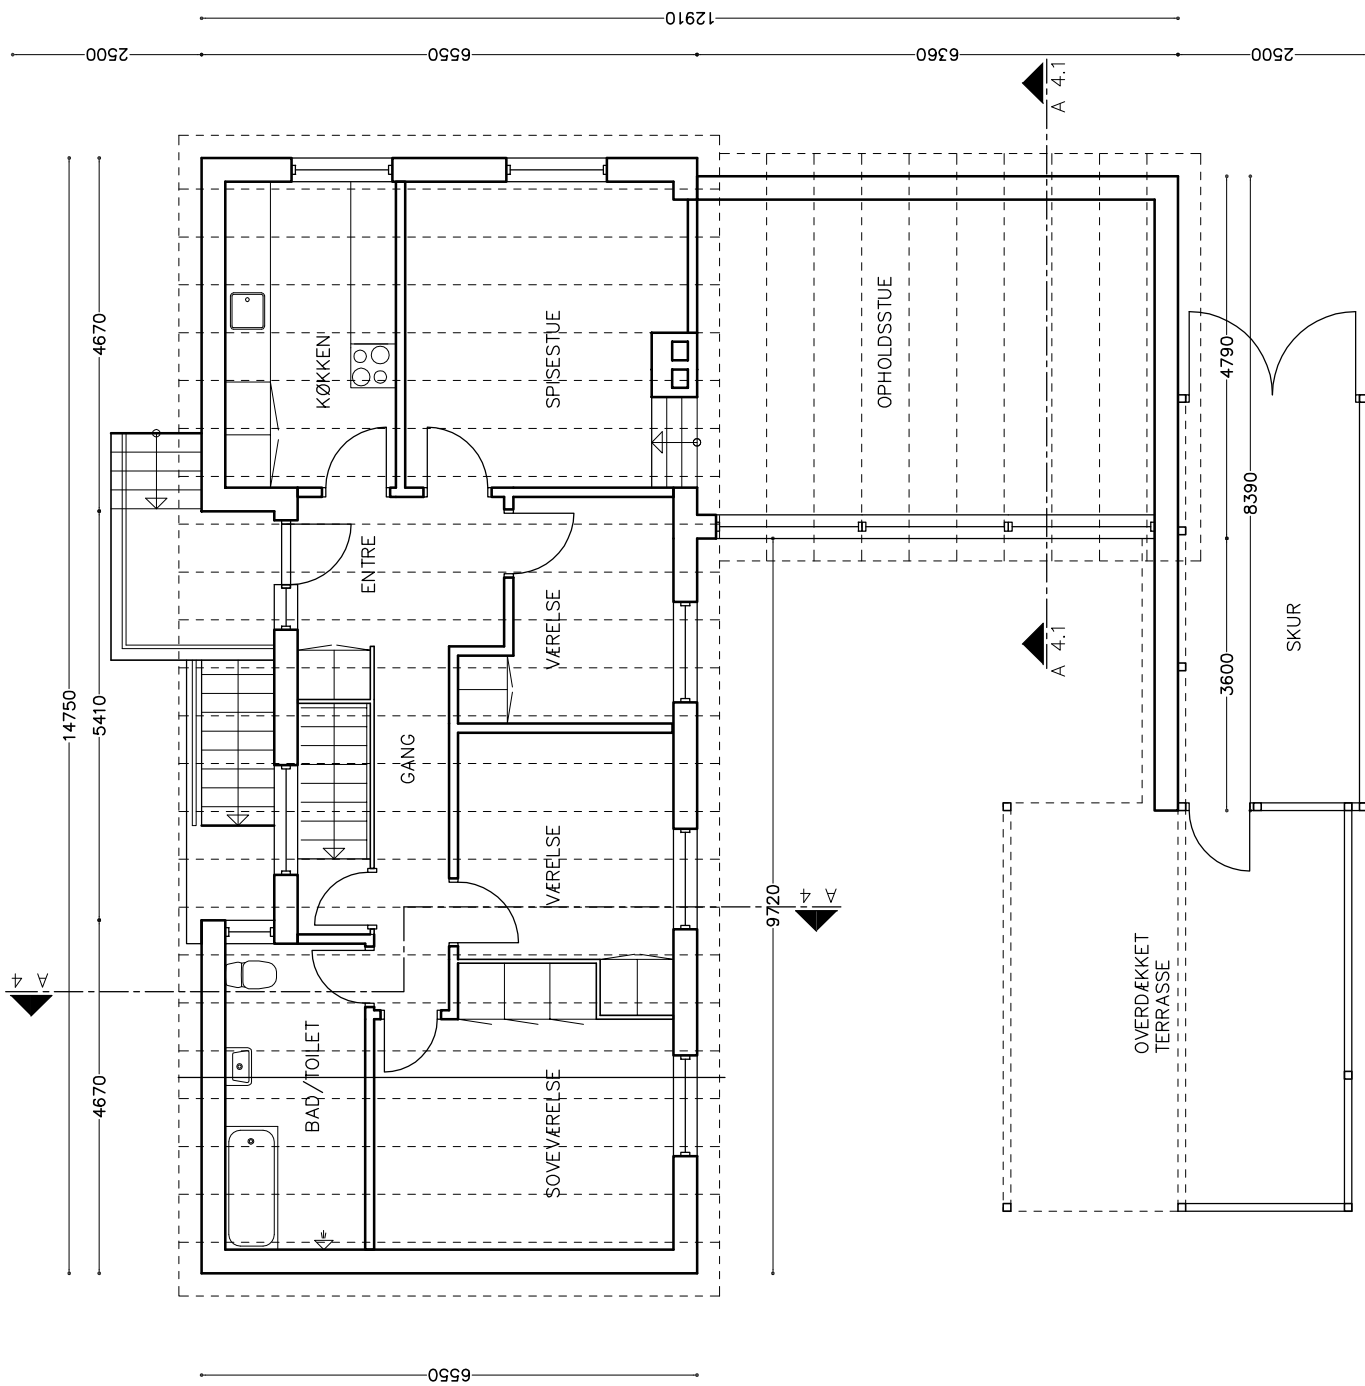 12910
2500
6550
6360
2500
A 4.1
14750
4670
5410
4670
KØKKEN
SPISESTUE
OPHOLDSSTUE
4790
8390
3600
ENTRE
VÆRELSE
A 4.1
SKUR
GANG
VÆRELSE
9720
A 4
A 4
OVERDÆKKET
TERRASSE
BAD/TOILET
SOVEVÆRELSE
6550